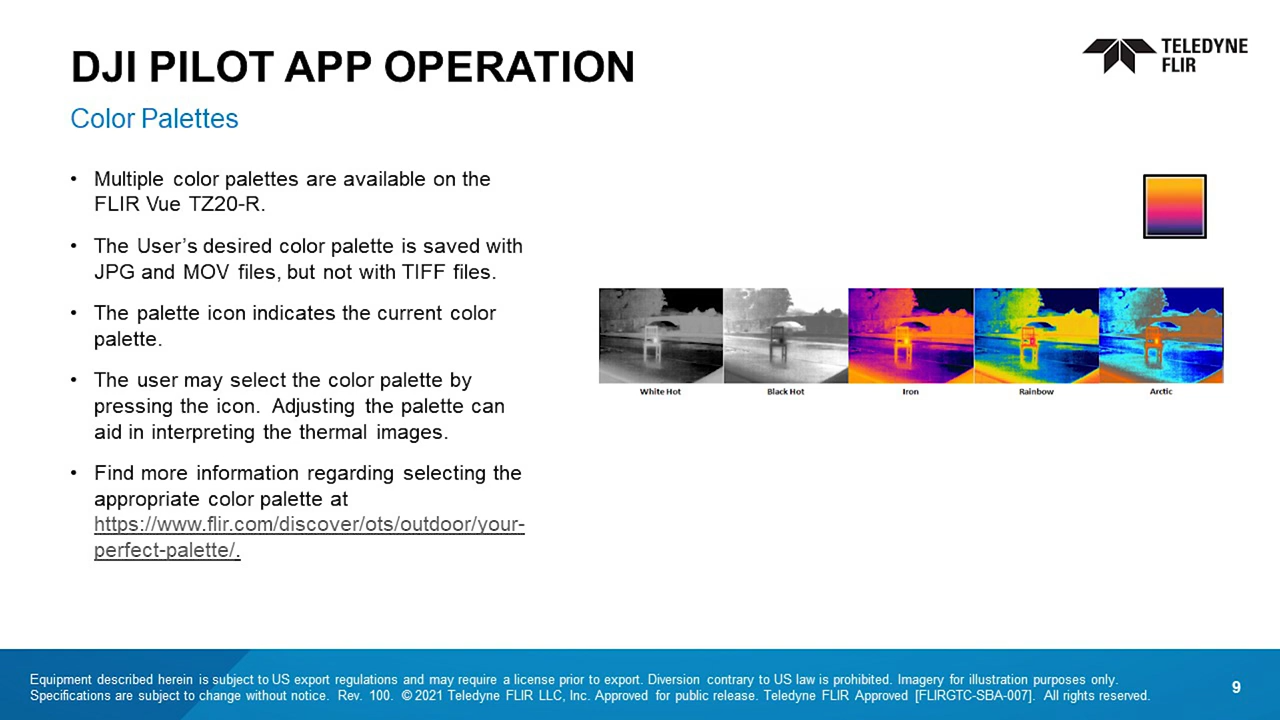 DJI PILOT APP OPERATION
TELEDYNE
FLIR
Color Palettes
• Multiple color palettes are available on the
FLIR Vue TZ20-R.
• The User’s desired color palette is saved with
JPG and MOV files, but not with TIFF files.
• The palette icon indicates the current color
palette.
• The user may select the color palette by
pressing the icon. Adjusting the palette can
aid in interpreting the thermal images.
• Find more information regarding selecting the
appropriate color palette at
https://www.flir.com/discover/ots/outdoor/your-
perfect-palette/.
White Hot
Black Hot
Iron
Rainbow
Arctic
Equipment described herein is subject to US export regulations and may require a license prior to export. Diversion contrary to US law is prohibited. Imagery for illustration purposes only.
Specifications are subject to change without notice. Rev. 100. ©2021 Teledyne FLIR LLC, Inc. Approved for public release. Teledyne FLIR Approved [FLIRGTC-SBA-007]. All rights reserved.
9